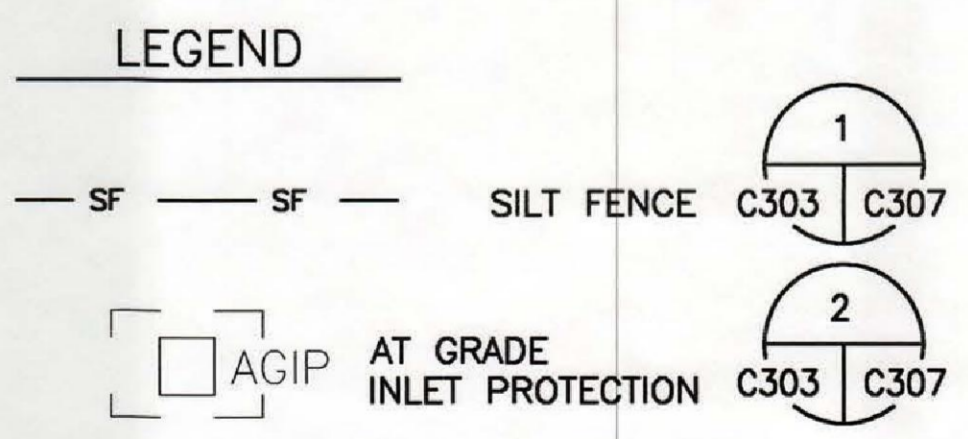 LEGEND
SF SF SILT FENCE
1
C303 C307
AGIP AT GRADE
INLET PROTECTION
2
C303 C307